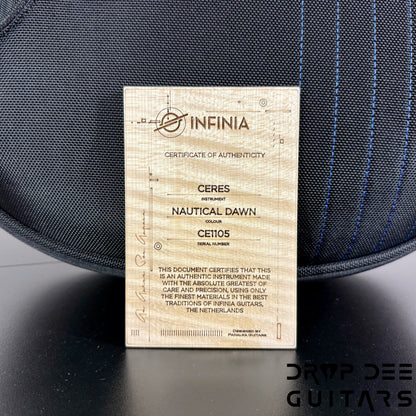 INFINIA
CERTIFICATE OF AUTHENTICITY
CERES
INSTRUMENT
NAUTICAL DAWN
COLOUR
CE1105
SERIAL NUMBER
THIS DOCUMENT CERTIFIES THAT THIS
IS AN AUTHENTIC INSTRUMENT MADE
WITH THE ABSOLUTE GREATEST OF
CARE AND PRECISION, USING ONLY
THE FINEST MATERIALS IN THE BEST
TRADITIONS OF INFINIA GUITARS,
THE NETHERLANDS
DESIGNED BY
DROP DEE
GUITARS